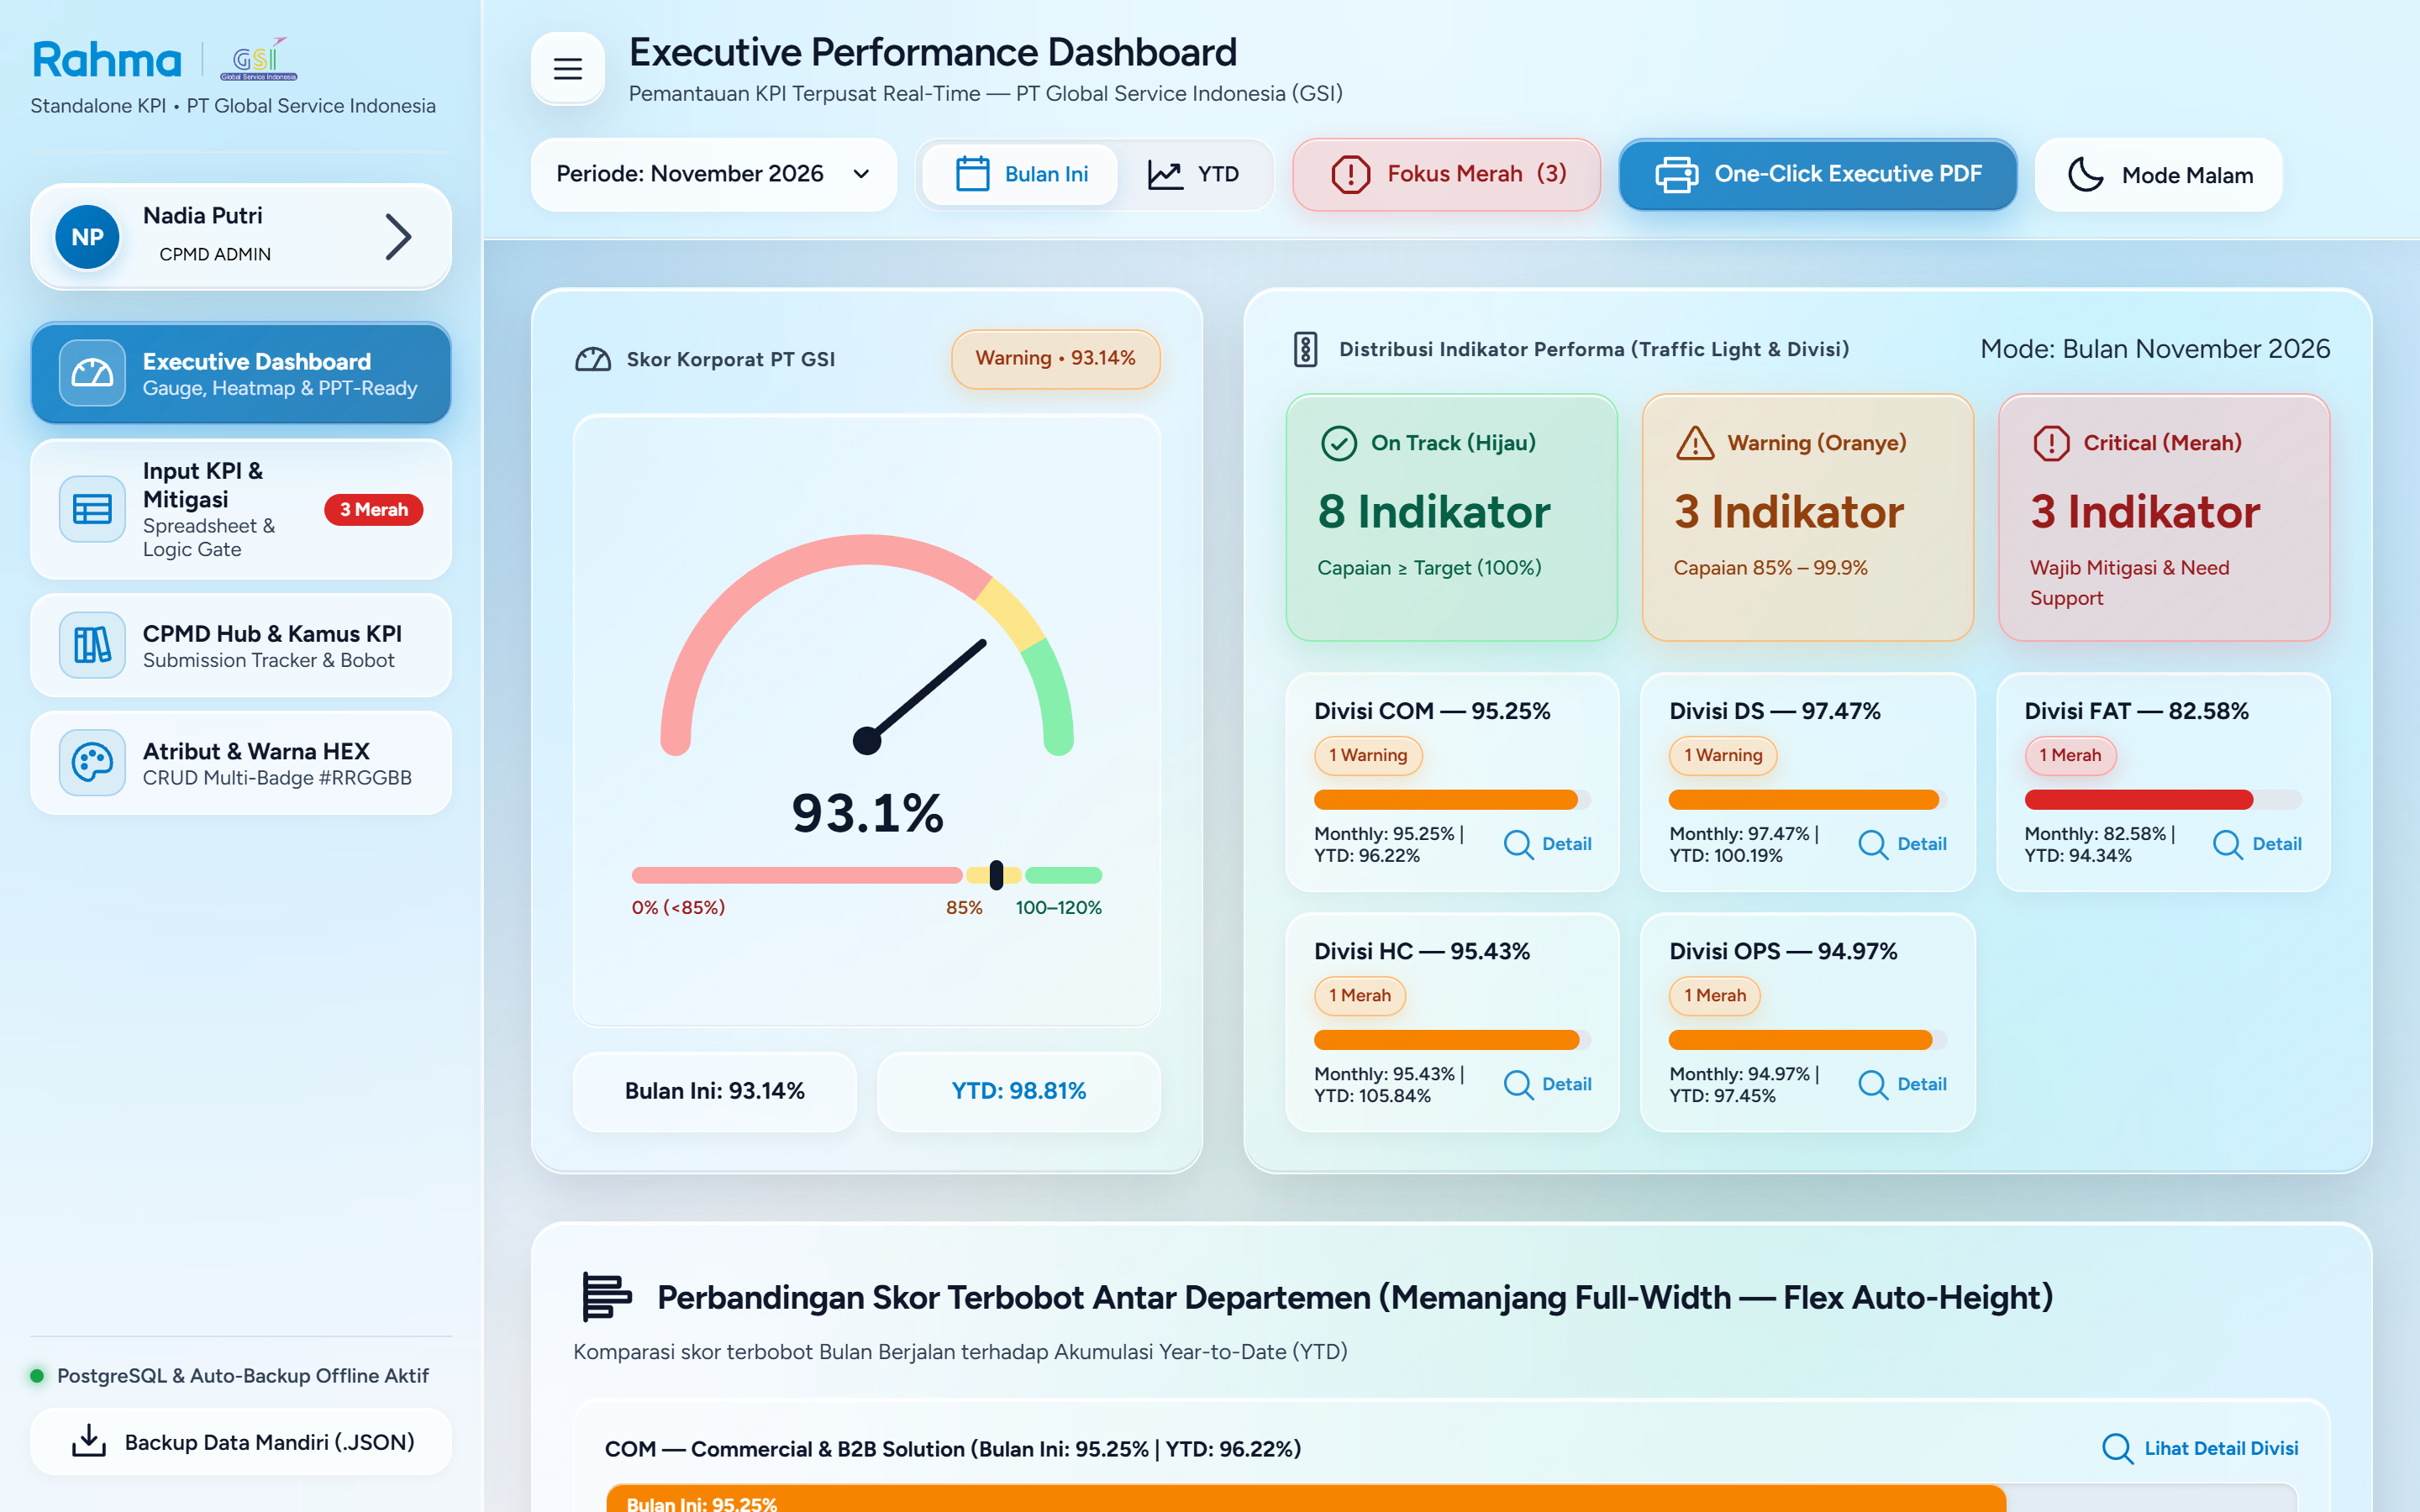 Rahma
GSI
Global Service Indonesia
Standalone KPI • PT Global Service Indonesia
NP
Nadia Putri
CPMD ADMIN
Executive Dashboard
Gauge, Heatmap & PPT-Ready
Input KPI &
Mitigasi
Spreadsheet &
Logic Gate
3 Merah
CPMD Hub & Kamus KPI
Submission Tracker & Bobot
Atribut & Warna HEX
CRUD Multi-Badge #RRGGBB
PostgreSQL & Auto-Backup Offline Aktif
Backup Data Mandiri (.JSON)
Executive Performance Dashboard
Pemantauan KPI Terpusat Real-Time — PT Global Service Indonesia (GSI)
Periode: November 2026
Bulan Ini
YTD
Fokus Merah (3)
One-Click Executive PDF
Mode Malam
Skor Korporat PT GSI
Warning • 93.14%
93.1%
0% (<85%)
85%
100–120%
Bulan Ini: 93.14%
YTD: 98.81%
Distribusi Indikator Performa (Traffic Light & Divisi)
Mode: Bulan November 2026
On Track (Hijau)
8 Indikator
Capaian ≥ Target (100%)
Warning (Oranye)
3 Indikator
Capaian 85% – 99.9%
Critical (Merah)
3 Indikator
Wajib Mitigasi & Need
Support
Divisi COM — 95.25%
1 Warning
Monthly: 95.25% |
YTD: 96.22%
Detail
Divisi DS — 97.47%
1 Warning
Monthly: 97.47% |
YTD: 100.19%
Detail
Divisi FAT — 82.58%
1 Merah
Monthly: 82.58% |
YTD: 94.34%
Detail
Divisi HC — 95.43%
1 Merah
Monthly: 95.43% |
YTD: 105.84%
Detail
Divisi OPS — 94.97%
1 Merah
Monthly: 94.97% |
YTD: 97.45%
Detail
Perbandingan Skor Terbobot Antar Departemen (Memanjang Full-Width — Flex Auto-Height)
Komparasi skor terbobot Bulan Berjalan terhadap Akumulasi Year-to-Date (YTD)
COM — Commercial & B2B Solution (Bulan Ini: 95.25% | YTD: 96.22%)
Lihat Detail Divisi
Bulan Ini: 95.25%